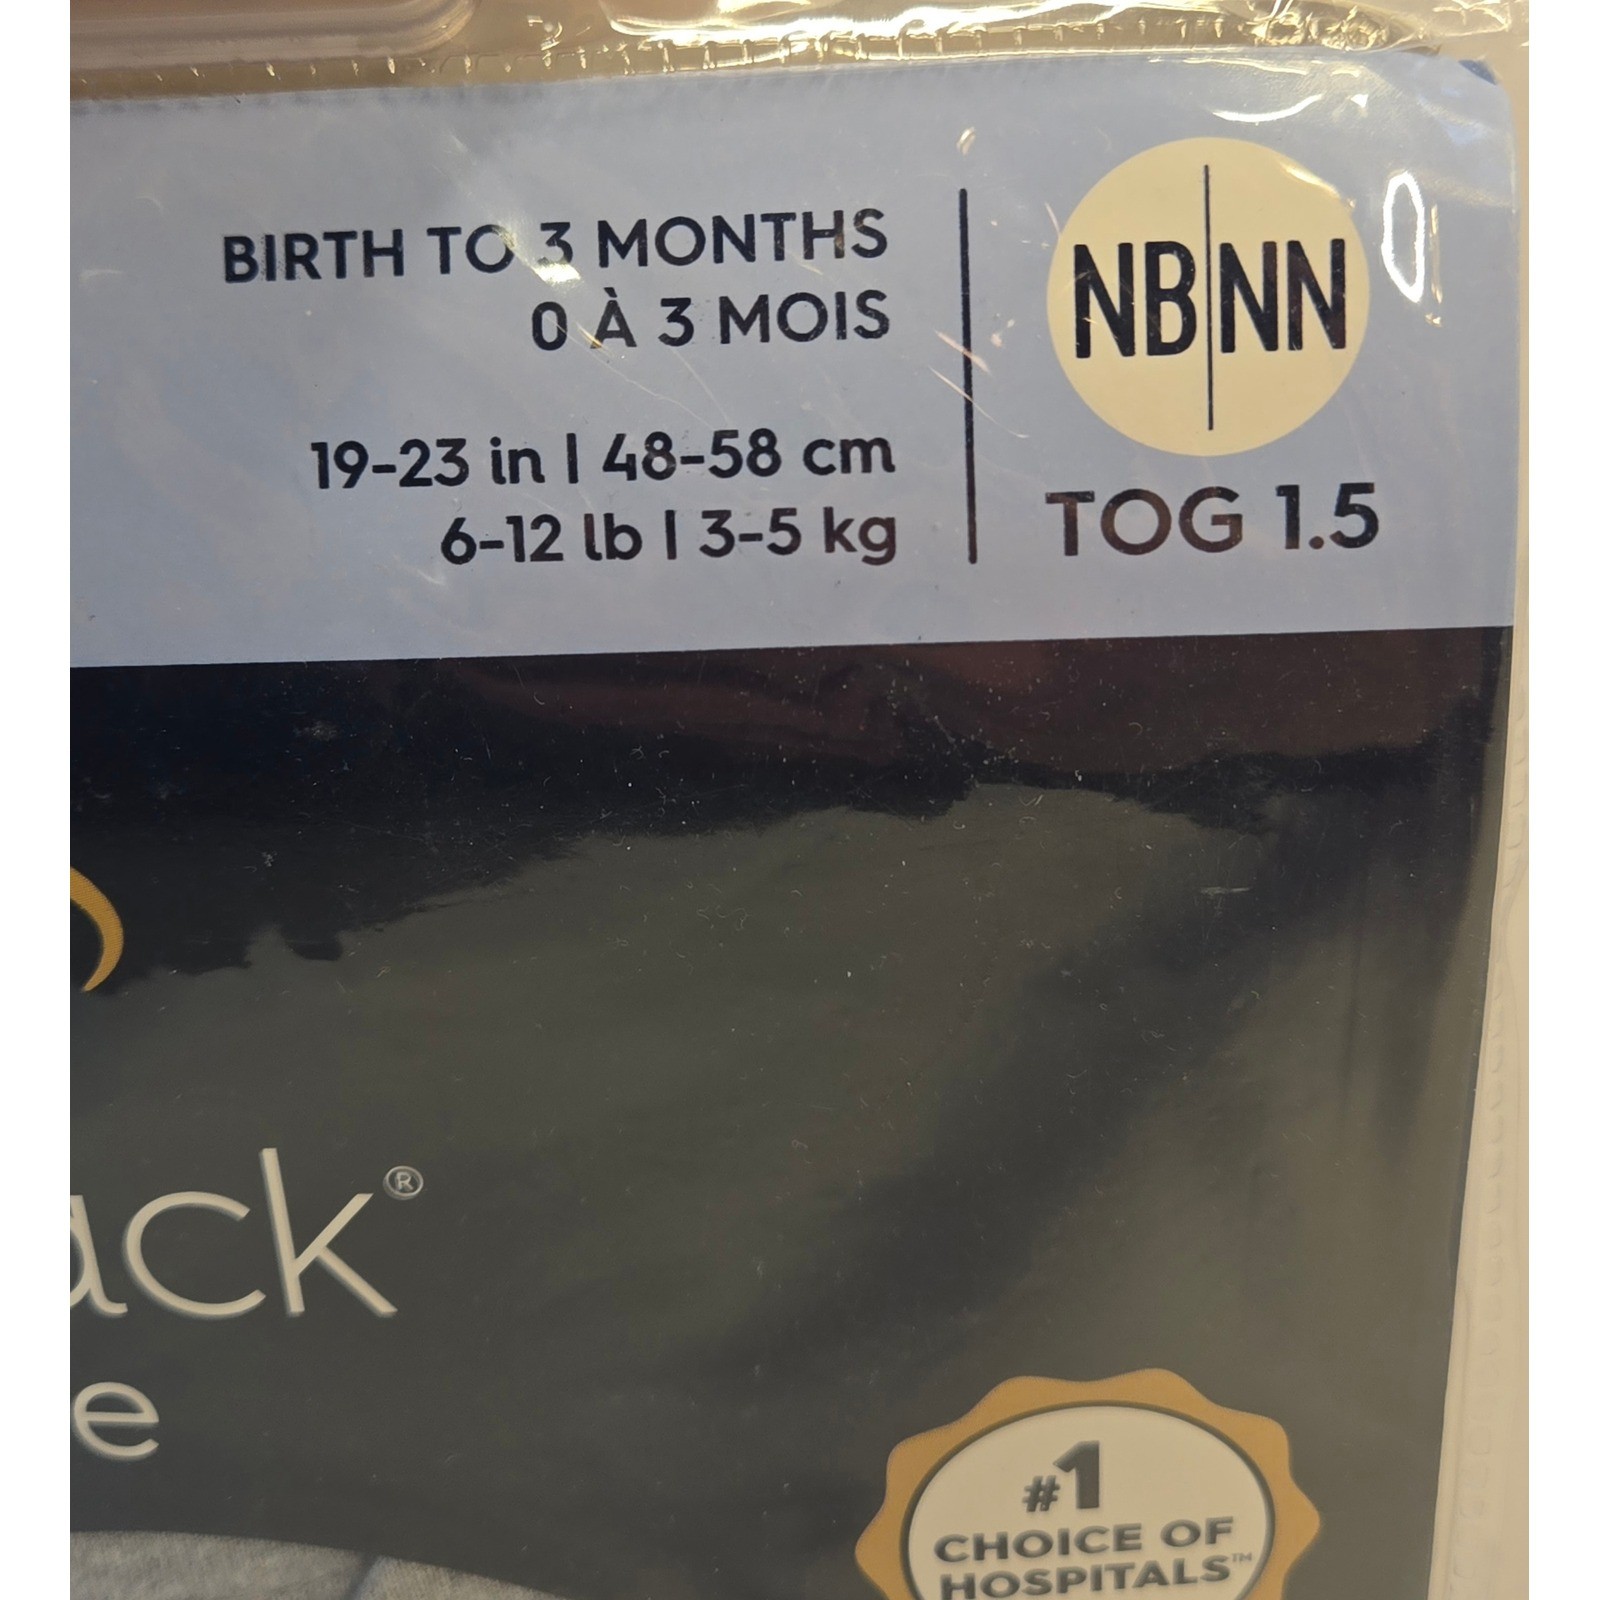 BIRTH TO 3 MONTHS
0 À 3 MOIS
19-23 in | 48-58 cm
6-12 lb | 3-5 kg
NB|NN
TOG 1.5
ack®
e
#1
CHOICE OF
HOSPITALS™